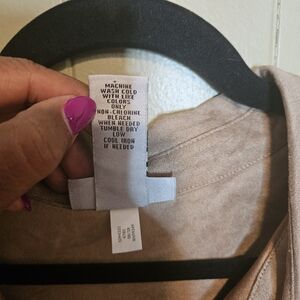 MACHINE
WASH COLD
WITH LIKE
COLORS
ONLY
NON-CHLORINE
BLEACH
WHEN NEEDED
TUMBLE DRY
LOW
COOL IRON
IF NEEDED